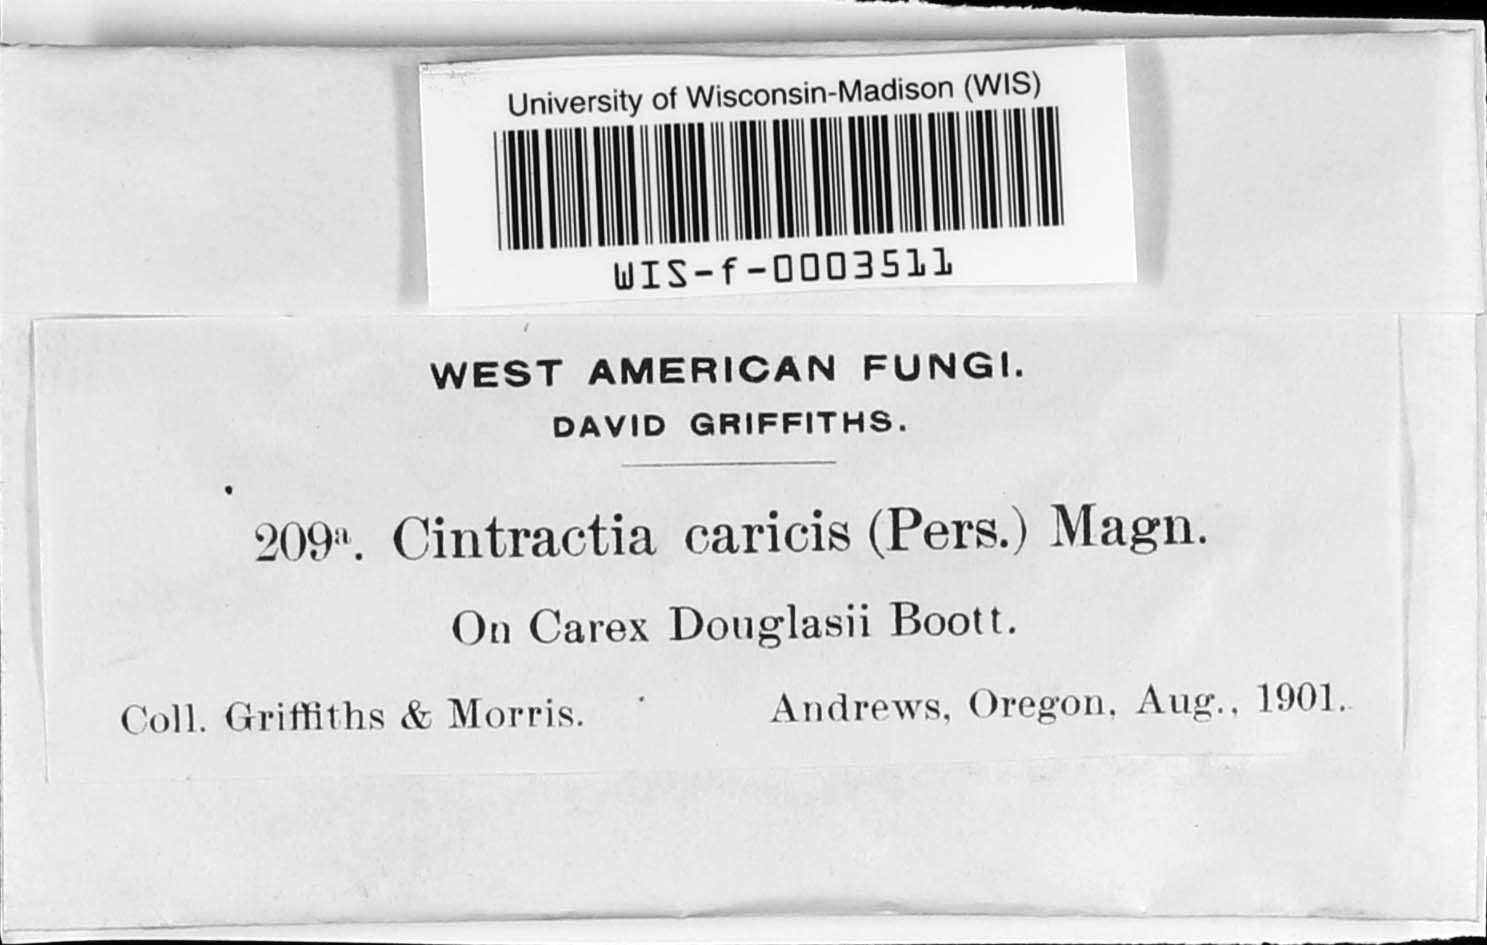 University of Wisconsin-Madison (WIS)
WIS-f-0003511
WEST AMERICAN FUNGI.
DAVID GRIFFITHS.
209ª. Cintractia caricis (Pers.) Magn.
On Carex Douglasii Boott.
Coll. Griffiths & Morris. Andrews, Oregon, Aug., 1901.